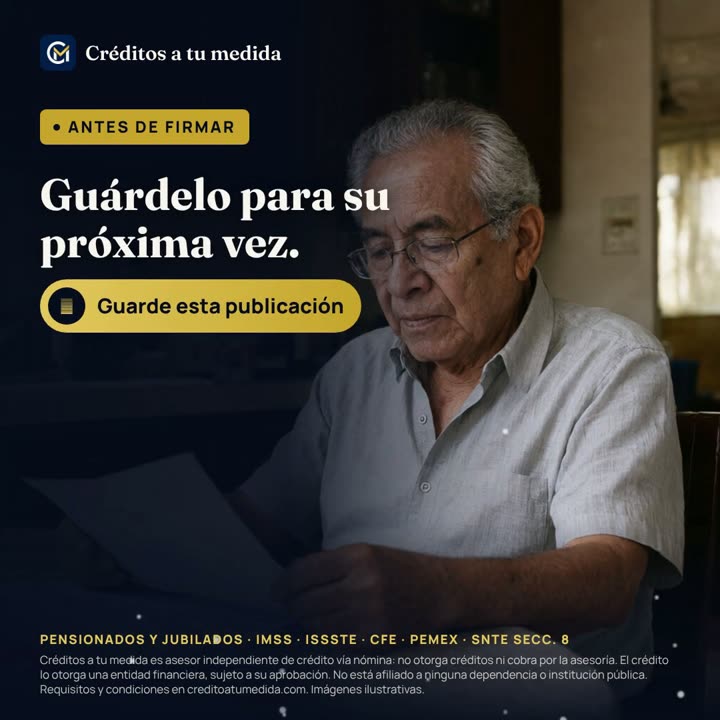 Créditos a tu medida
• ANTES DE FIRMAR
Guárdelo para su
próxima vez.
Guarde esta publicación
PENSIONADOS Y JUBILADOS · IMSS · ISSSTE · CFE · PEMEX · SNTE SECC. 8
Créditos a tu medida es asesor independiente de crédito vía nómina: no otorga créditos ni cobra por la asesoría. El crédito
lo otorga una entidad financiera, sujeto a su aprobación. No está afiliado a ninguna dependencia o institución pública.
Requisitos y condiciones en creditoatumedida.com. Imágenes ilustrativas.